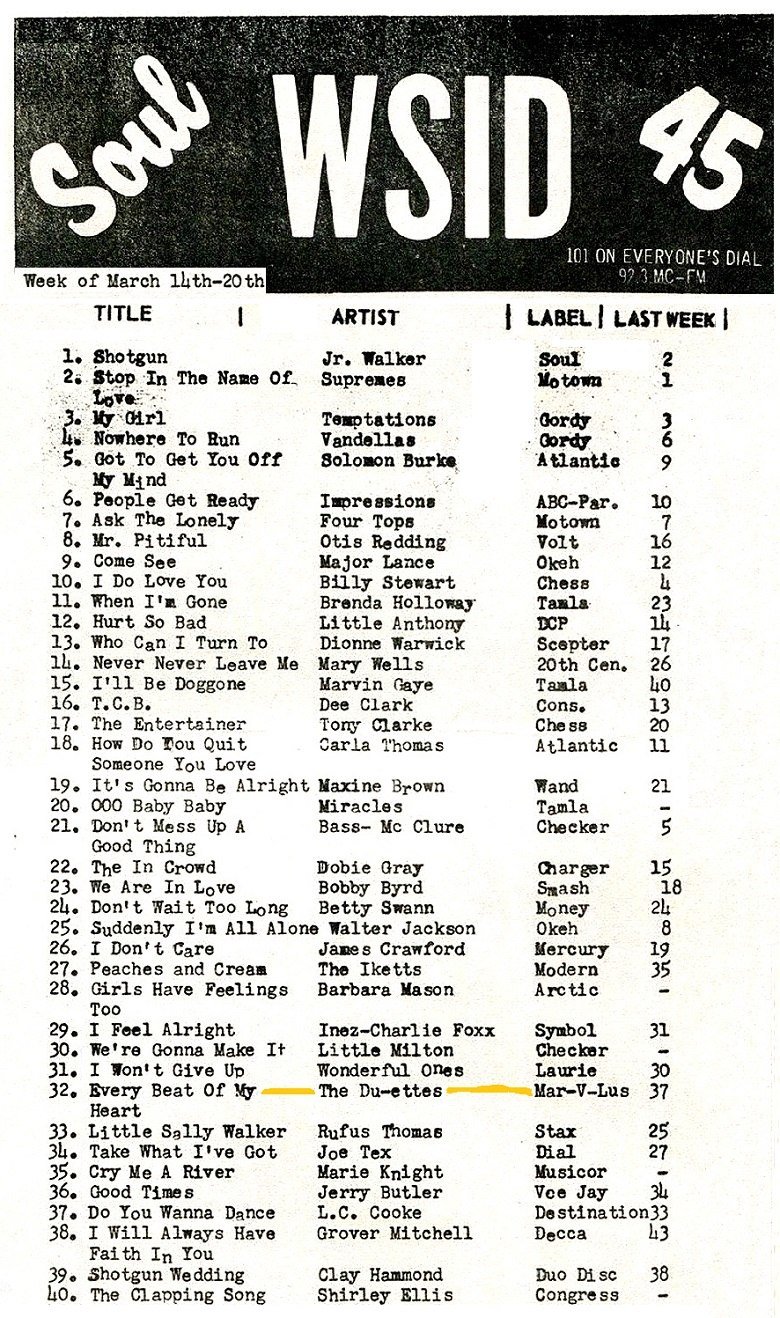 Soul WSID 45
101 ON EVERYONE'S DIAL
92.3 MC-FM
Week of March 14th-20th
TITLE | ARTIST | LABEL | LAST WEEK |
1. Shotgun Jr. Walker Soul 2
2. Stop In The Name Of Supremes Motown 1
Love
3. My Girl Temptations Gordy 3
4. Nowhere To Run Vandellas Gordy 6
5. Got To Get You Off Solomon Burke Atlantic 9
My Mind
6. People Get Ready Impressions ABC-Par. 10
7. Ask The Lonely Four Tops Motown 7
8. Mr. Pitiful Otis Redding Volt 16
9. Come See Major Lance Okeh 12
10. I Do Love You Billy Stewart Chess 4
11. When I'm Gone Brenda Holloway Tamla 23
12. Hurt So Bad Little Anthony DCP 14
13. Who Can I Turn To Dionne Warwick Scepter 17
14. Never Never Leave Me Mary Wells 20th Cen. 26
15. I'll Be Doggone Marvin Gaye Tamla 40
16. T.C.B. Dee Clark Cons. 13
17. The Entertainer Tony Clarke Chess 20
18. How Do You Quit Carla Thomas Atlantic 11
Someone You Love
19. It's Gonna Be Alright Maxine Brown Wand 21
20. OOO Baby Baby Miracles Tamla -
21. Don't Mess Up A Bass- Mc Clure Checker 5
Good Thing
22. The In Crowd Dobie Gray Charger 15
23. We Are In Love Bobby Byrd Smash 18
24. Don't Wait Too Long Betty Swann Money 24
25. Suddenly I'm All Alone Walter Jackson Okeh 8
26. I Don't Care James Crawford Mercury 19
27. Peaches and Cream The Iketts Modern 35
28. Girls Have Feelings Barbara Mason Arctic -
Too
29. I Feel Alright Inez-Charlie Foxx Symbol 31
30. We're Gonna Make It Little Milton Checker -
31. I Won't Give Up Wonderful Ones Laurie 30
32. Every Beat Of My The Du-ettes Mar-V-Lus 37
Heart
33. Little Sally Walker Rufus Thomas Stax 25
34. Take What I've Got Joe Tex Dial 27
35. Cry Me A River Marie Knight Musicor -
36. Good Times Jerry Butler Vee Jay 34
37. Do You Wanna Dance L.C. Cooke Destination 33
38. I Will Always Have Grover Mitchell Decca 43
Faith In You
39. Shotgun Wedding Clay Hammond Duo Disc 38
40. The Clapping Song Shirley Ellis Congress -